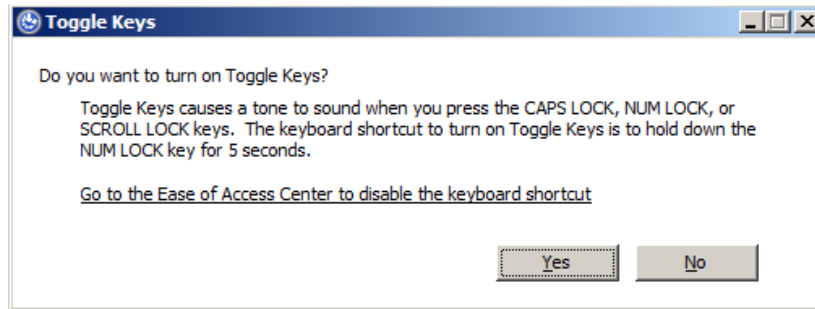 Toggle Keys
Do you want to turn on Toggle Keys?
Toggle Keys causes a tone to sound when you press the CAPS LOCK, NUM LOCK, or
SCROLL LOCK keys.  The keyboard shortcut to turn on Toggle Keys is to hold down the
NUM LOCK key for 5 seconds.
Go to the Ease of Access Center to disable the keyboard shortcut
Yes No